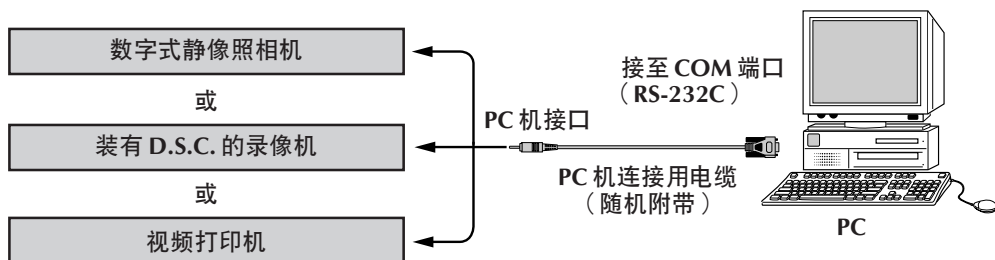 数字式静像照相机
或
装有 D.S.C. 的录像机
或
视频打印机
PC 机接口
接至 COM 端口
（RS-232C）
PC 机连接用电缆
（随机附带）
PC